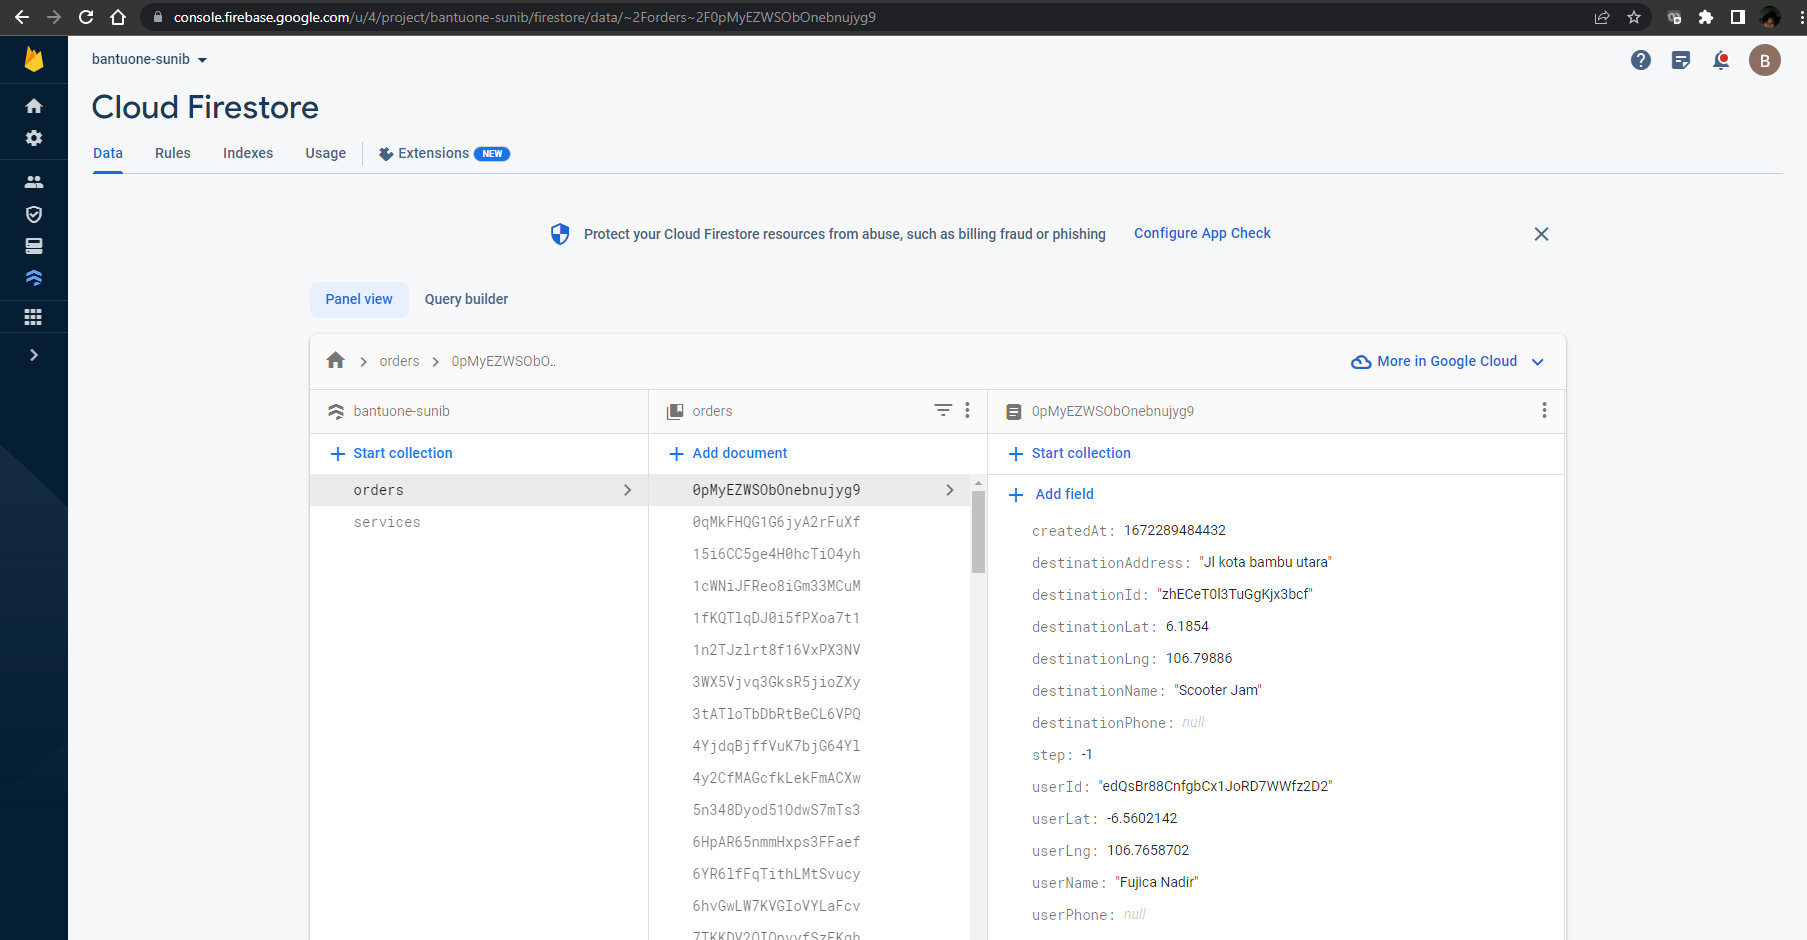 console.firebase.google.com/u/4/project/bantuone-sunib/firestore/data/~2Forders~2F0pMyEZWSObOnebnujyg9
bantuone-sunib
B
Cloud Firestore
Data Rules Indexes Usage Extensions NEW
Protect your Cloud Firestore resources from abuse, such as billing fraud or phishing Configure App Check
Panel view Query builder
orders 0pMyEZWSObO.. More in Google Cloud
bantuone-sunib
orders
0pMyEZWSObOnebnujyg9
Start collection
Add document
Start collection
orders
services
0pMyEZWSObOnebnujyg9
0qMkFHQG1G6jyA2rFuXf
15i6CC5ge4H0hcTiO4yh
1cWNiJFReo8iGm33MCuM
1fKQTlqDJ0i5fPXoa7t1
1n2TJzlrt8f16VxPX3NV
3WX5Vjvq3GksR5jioZXy
3tATloTbDbRtBeCL6VPQ
4YjdqBjffVuK7bjG64Yl
4y2CfMAGcfkLekFmACXw
5n348Dyod51OdwS7mTs3
6HpAR65nmmHxps3FFaef
6YR6lfFqTithLMtSvucy
6hvGwLW7KVGIoVYLaFcv
Add field
createdAt: 1672289484432
destinationAddress: "Jl kota bambu utara"
destinationId: "zhECeT0l3TuGgKjx3bcf"
destinationLat: 6.1854
destinationLng: 106.79886
destinationName: "Scooter Jam"
destinationPhone: null
step: -1
userId: "edQsBr88CnfgbCx1JoRD7WWfz2D2"
userLat: -6.5602142
userLng: 106.7658702
userName: "Fujica Nadir"
userPhone: null